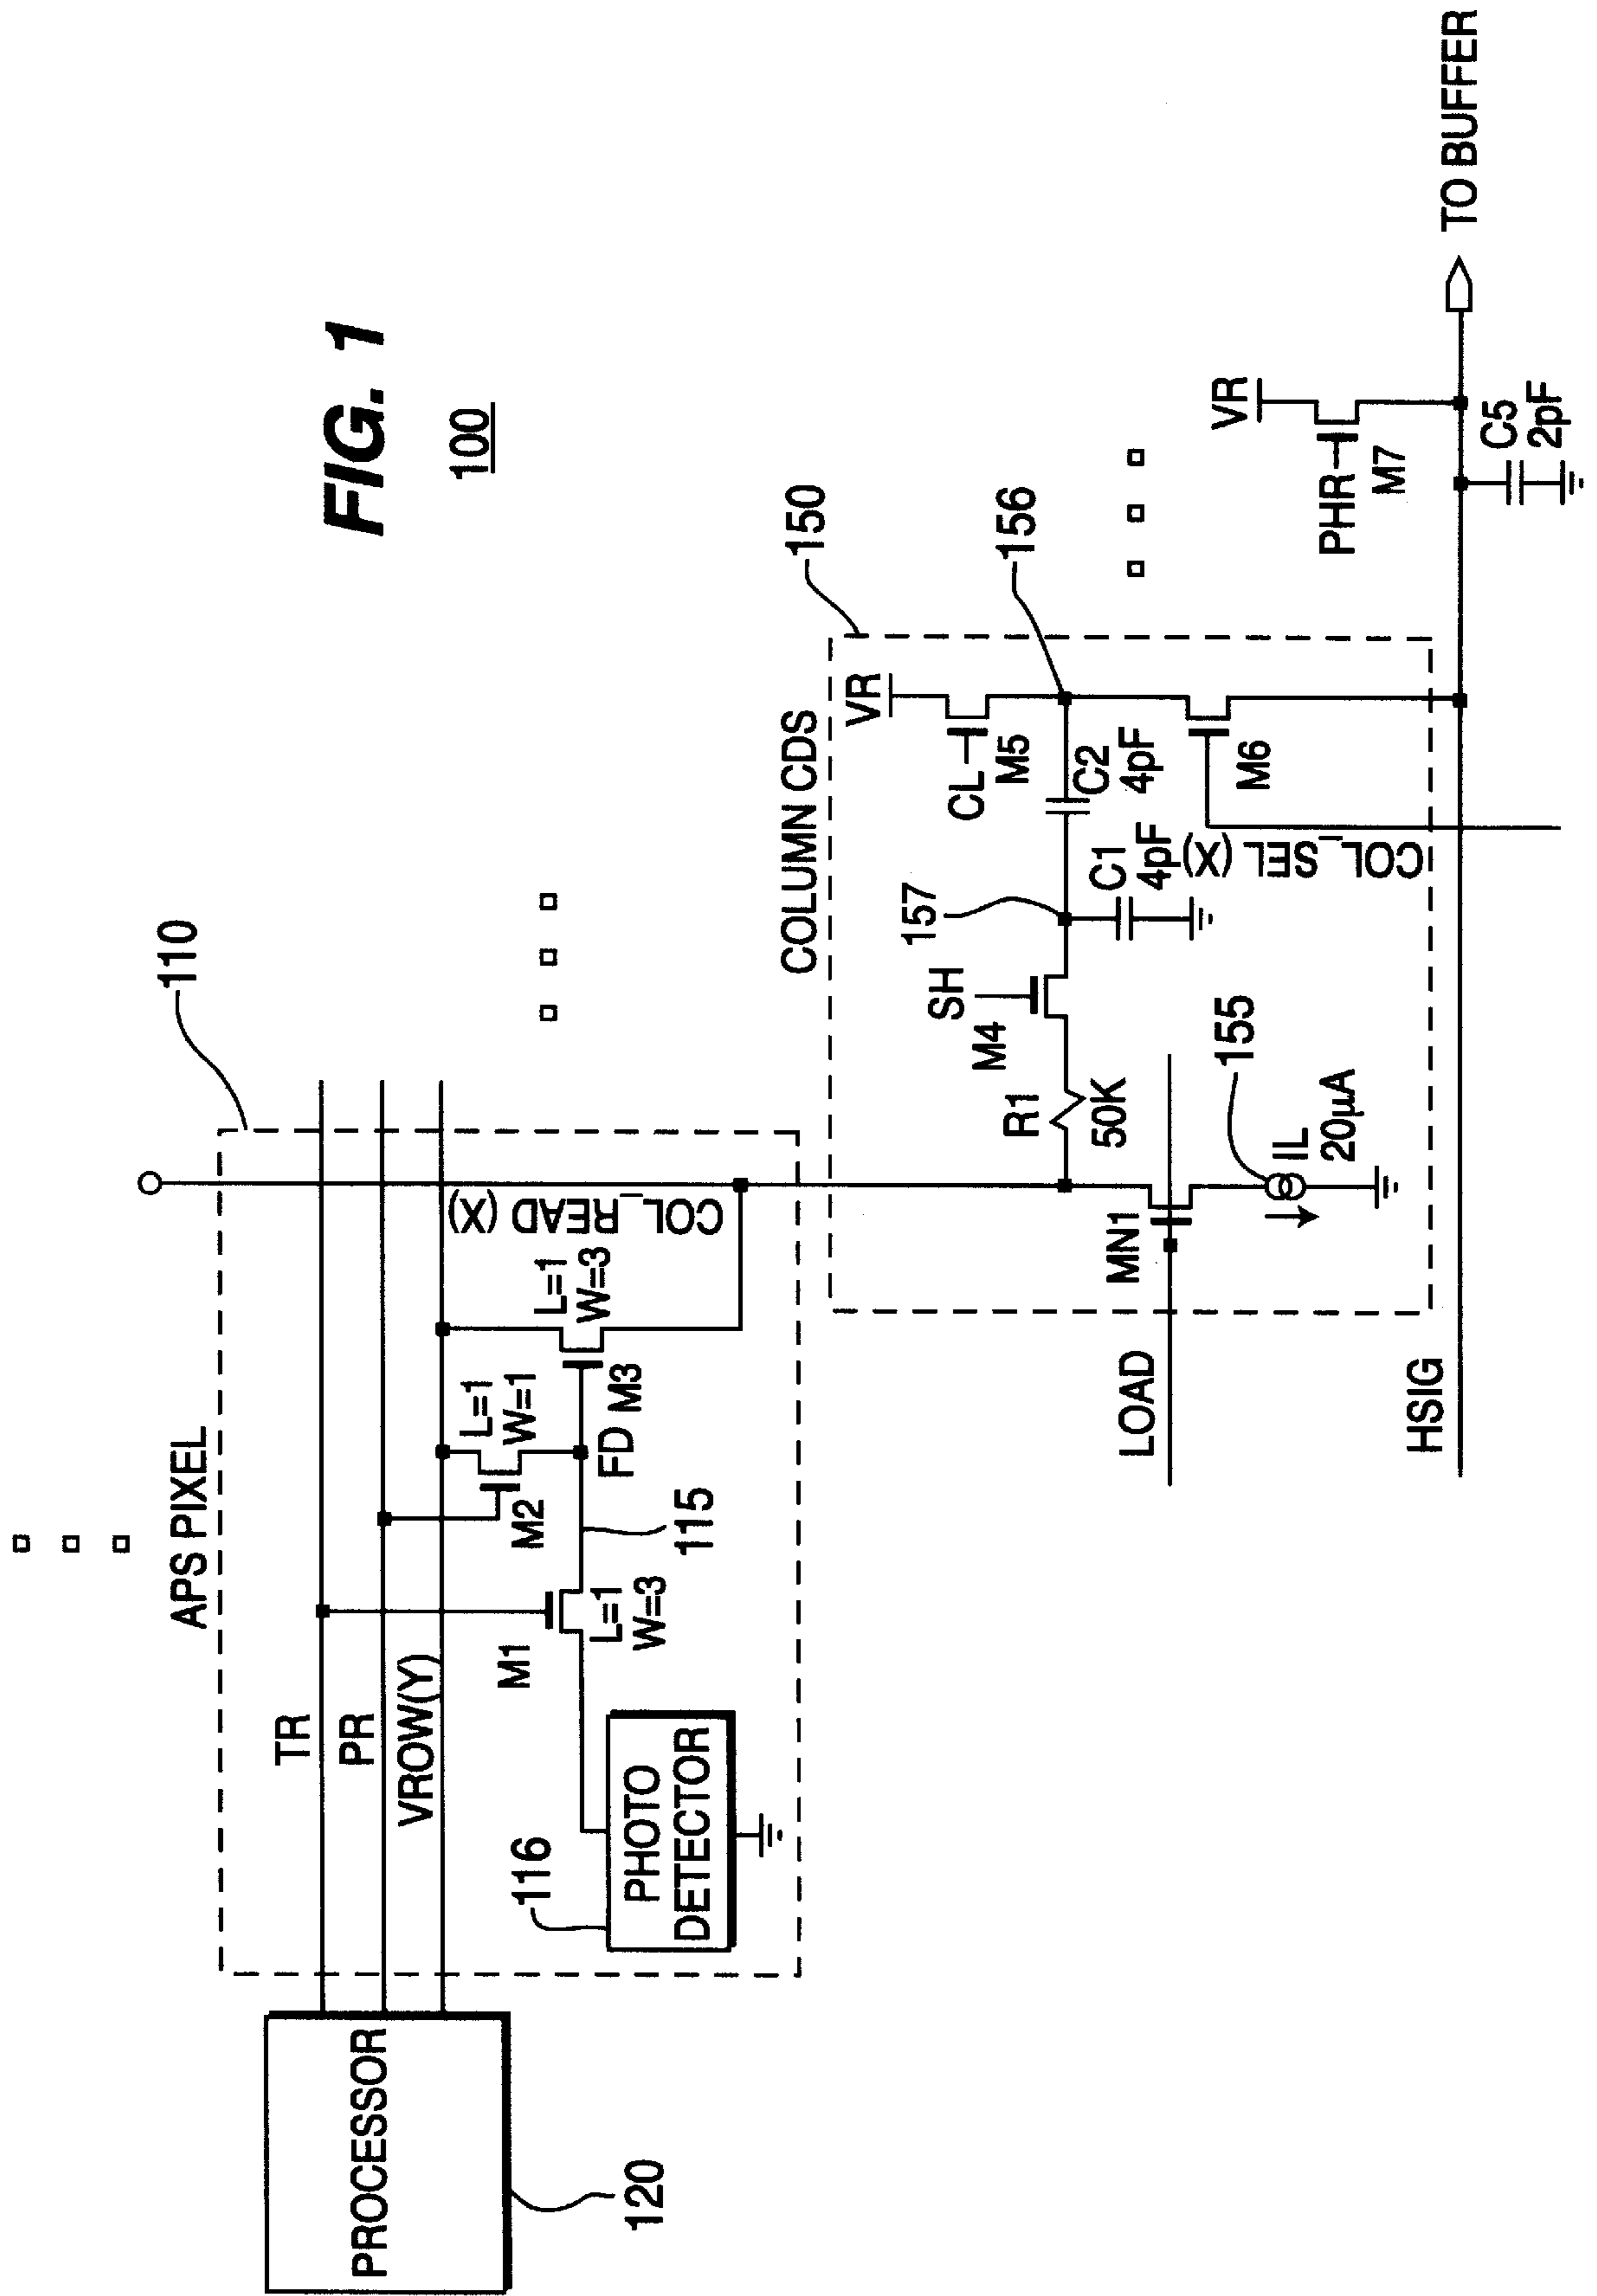 FIG. 1
100
110
APS PIXEL
TR
PR
VROW(Y)
PROCESSOR
120
116
PHOTO
DETECTOR
M1
L=1
W=3
115
M2
L=1
W=1
FD
M3
L=1
W=3
COL_READ (X)
COLUMN CDS
150
156
157
VR
CL
M5
C2
4pF
C1
4pF
SH
M4
R1
50K
M6
COL_SEL (X)
LOAD
MN1
155
IL
20µA
HSIG
VR
PHR
M7
C5
2pF
TO BUFFER